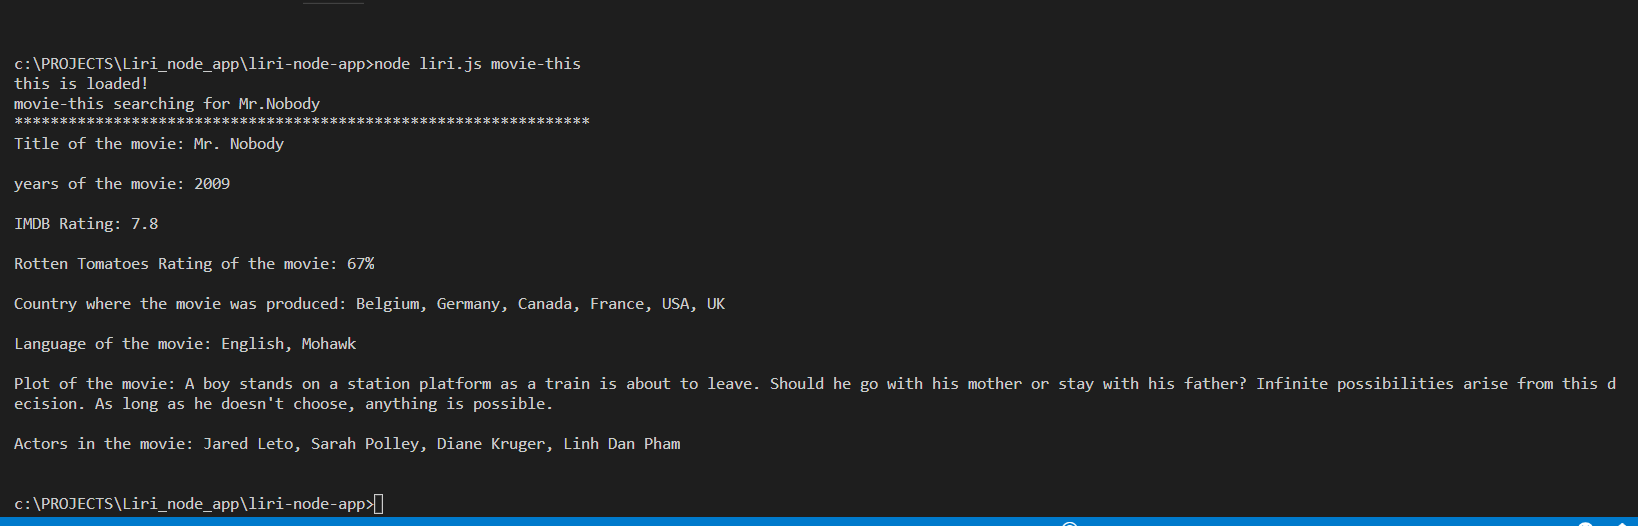 c:\PROJECTS\Liri_node_app\liri-node-app>node liri.js movie-this
this is loaded!
movie-this searching for Mr.Nobody
****************************************************************
Title of the movie: Mr. Nobody
years of the movie: 2009
IMDB Rating: 7.8
Rotten Tomatoes Rating of the movie: 67%
Country where the movie was produced: Belgium, Germany, Canada, France, USA, UK
Language of the movie: English, Mohawk
Plot of the movie: A boy stands on a station platform as a train is about to leave. Should he go with his mother or stay with his father? Infinite possibilities arise from this d
ecision. As long as he doesn't choose, anything is possible.
Actors in the movie: Jared Leto, Sarah Polley, Diane Kruger, Linh Dan Pham
c:\PROJECTS\Liri_node_app\liri-node-app>